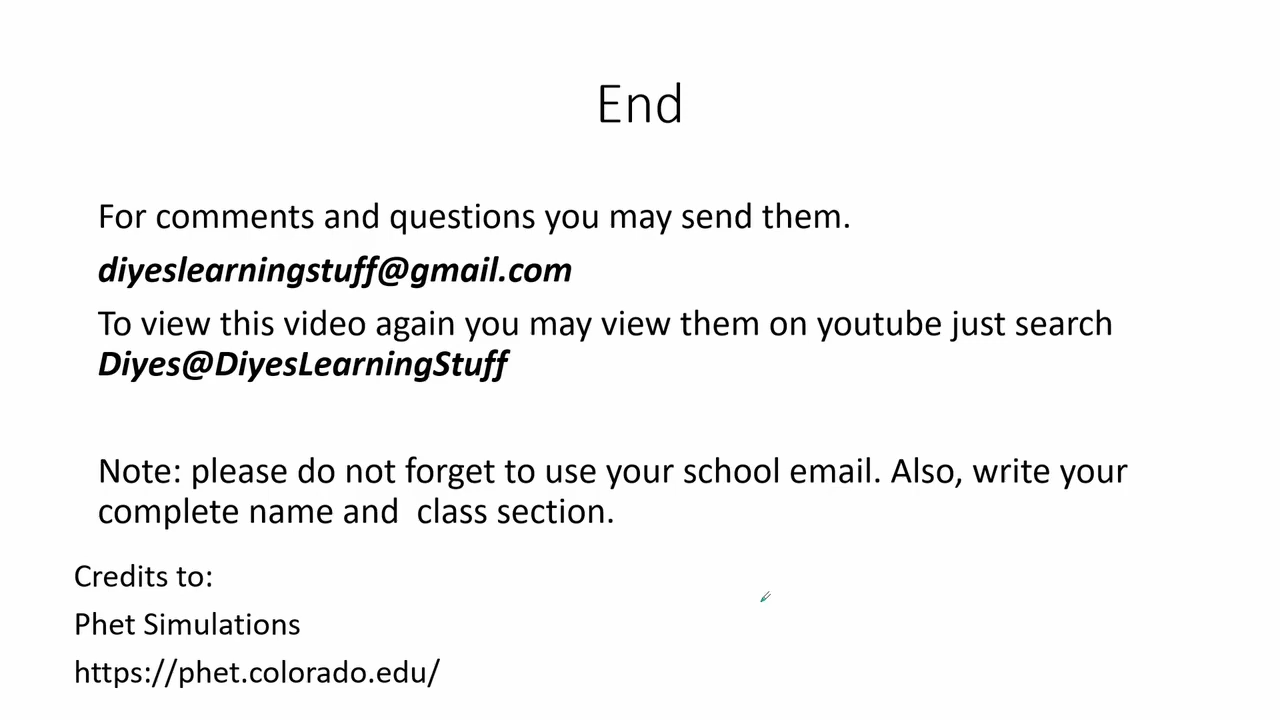 End
For comments and questions you may send them.
diyeslearningstuff@gmail.com
To view this video again you may view them on youtube just search
Diyes@DiyesLearningStuff
Note: please do not forget to use your school email. Also, write your
complete name and  class section.
Credits to:
Phet Simulations
https://phet.colorado.edu/